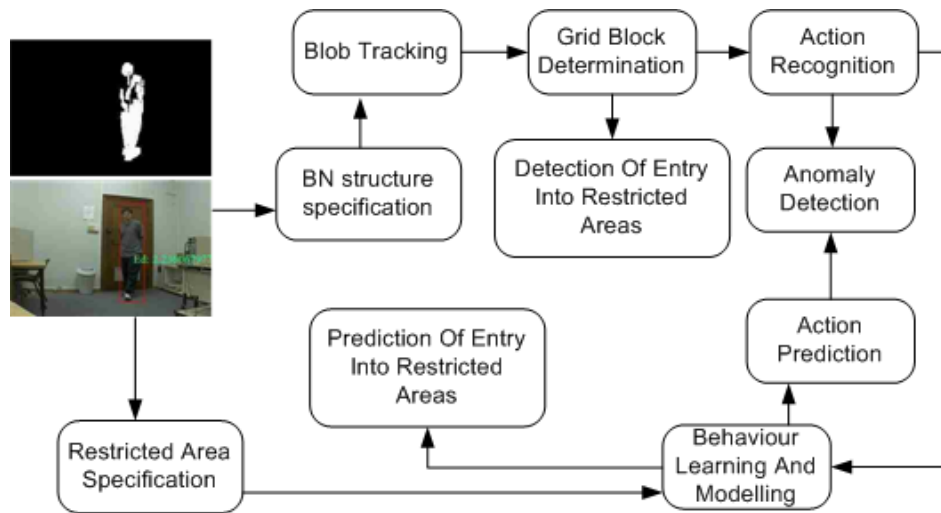 Blob Tracking
Grid Block
Determination
Action
Recognition
BN structure
specification
Detection Of Entry
Into Restricted
Areas
Anomaly
Detection
Prediction Of Entry
Into Restricted
Areas
Action
Prediction
Restricted Area
Specification
Behaviour
Learning And
Modelling